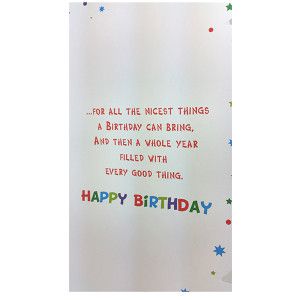 ...FOR ALL THE NICEST THINGS
A BIRTHDAY CAN BRING,
AND THEN A WHOLE YEAR
FILLED WITH
EVERY GOOD THING.
HAPPY BiRTHDAY